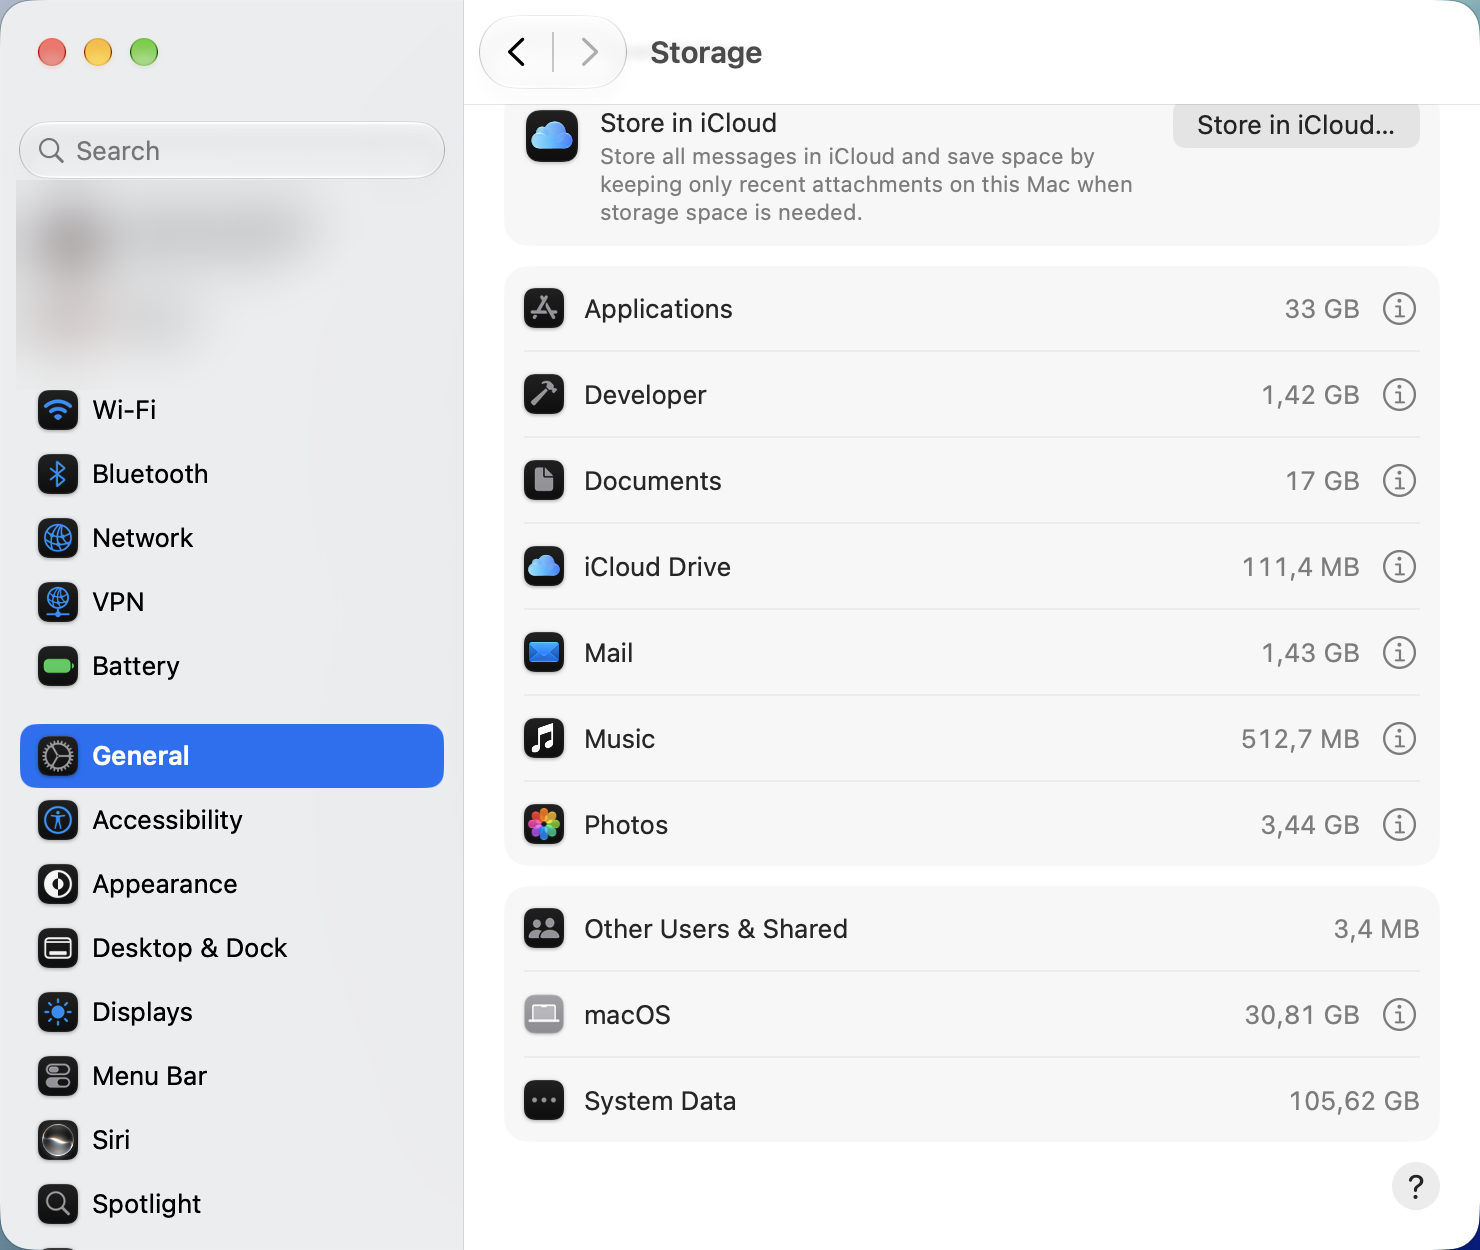 Storage
Search
Wi-Fi
Bluetooth
Network
VPN
Battery
General
Accessibility
Appearance
Desktop & Dock
Displays
Menu Bar
Siri
Spotlight
Store in iCloud
Store in iCloud...
Store all messages in iCloud and save space by
keeping only recent attachments on this Mac when
storage space is needed.
Applications 33 GB
Developer 1,42 GB
Documents 17 GB
iCloud Drive 111,4 MB
Mail 1,43 GB
Music 512,7 MB
Photos 3,44 GB
Other Users & Shared 3,4 MB
macOS 30,81 GB
System Data 105,62 GB
?